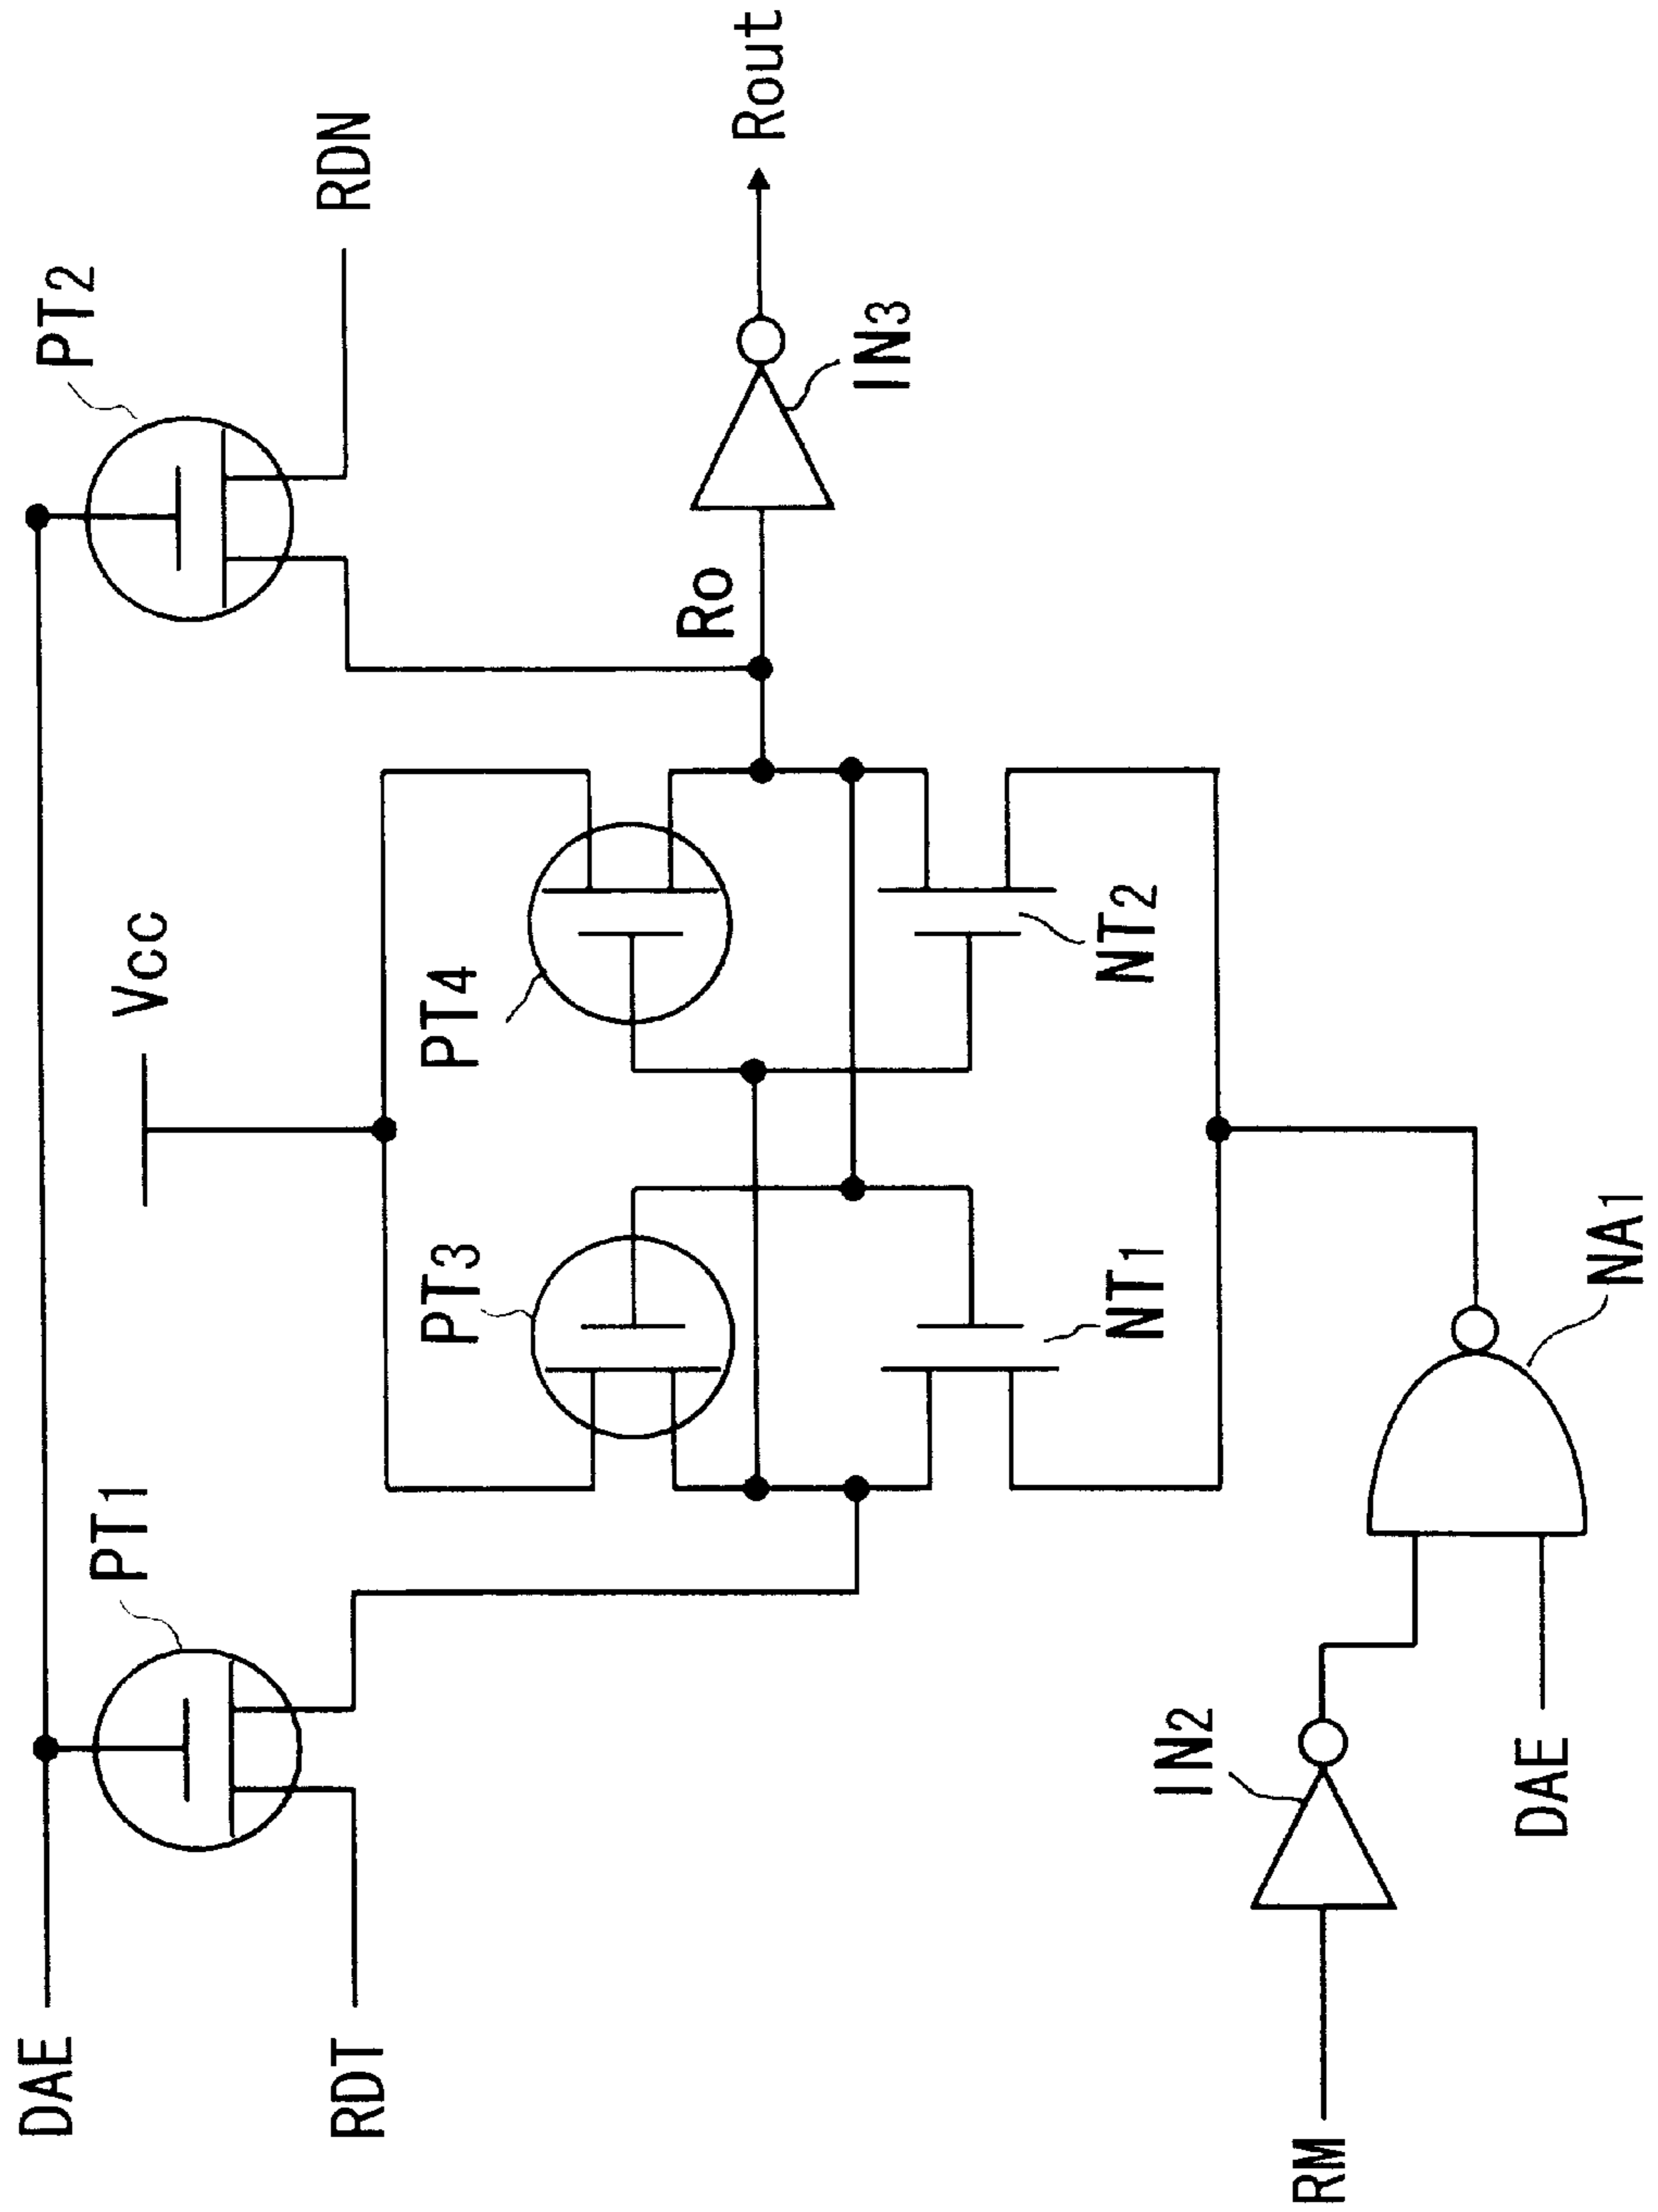 DAE
PT1
PT2
RDT
RDN
Vcc
PT3
PT4
Ro
Rout
IN3
NT1
NT2
RM
IN2
DAE
NA1